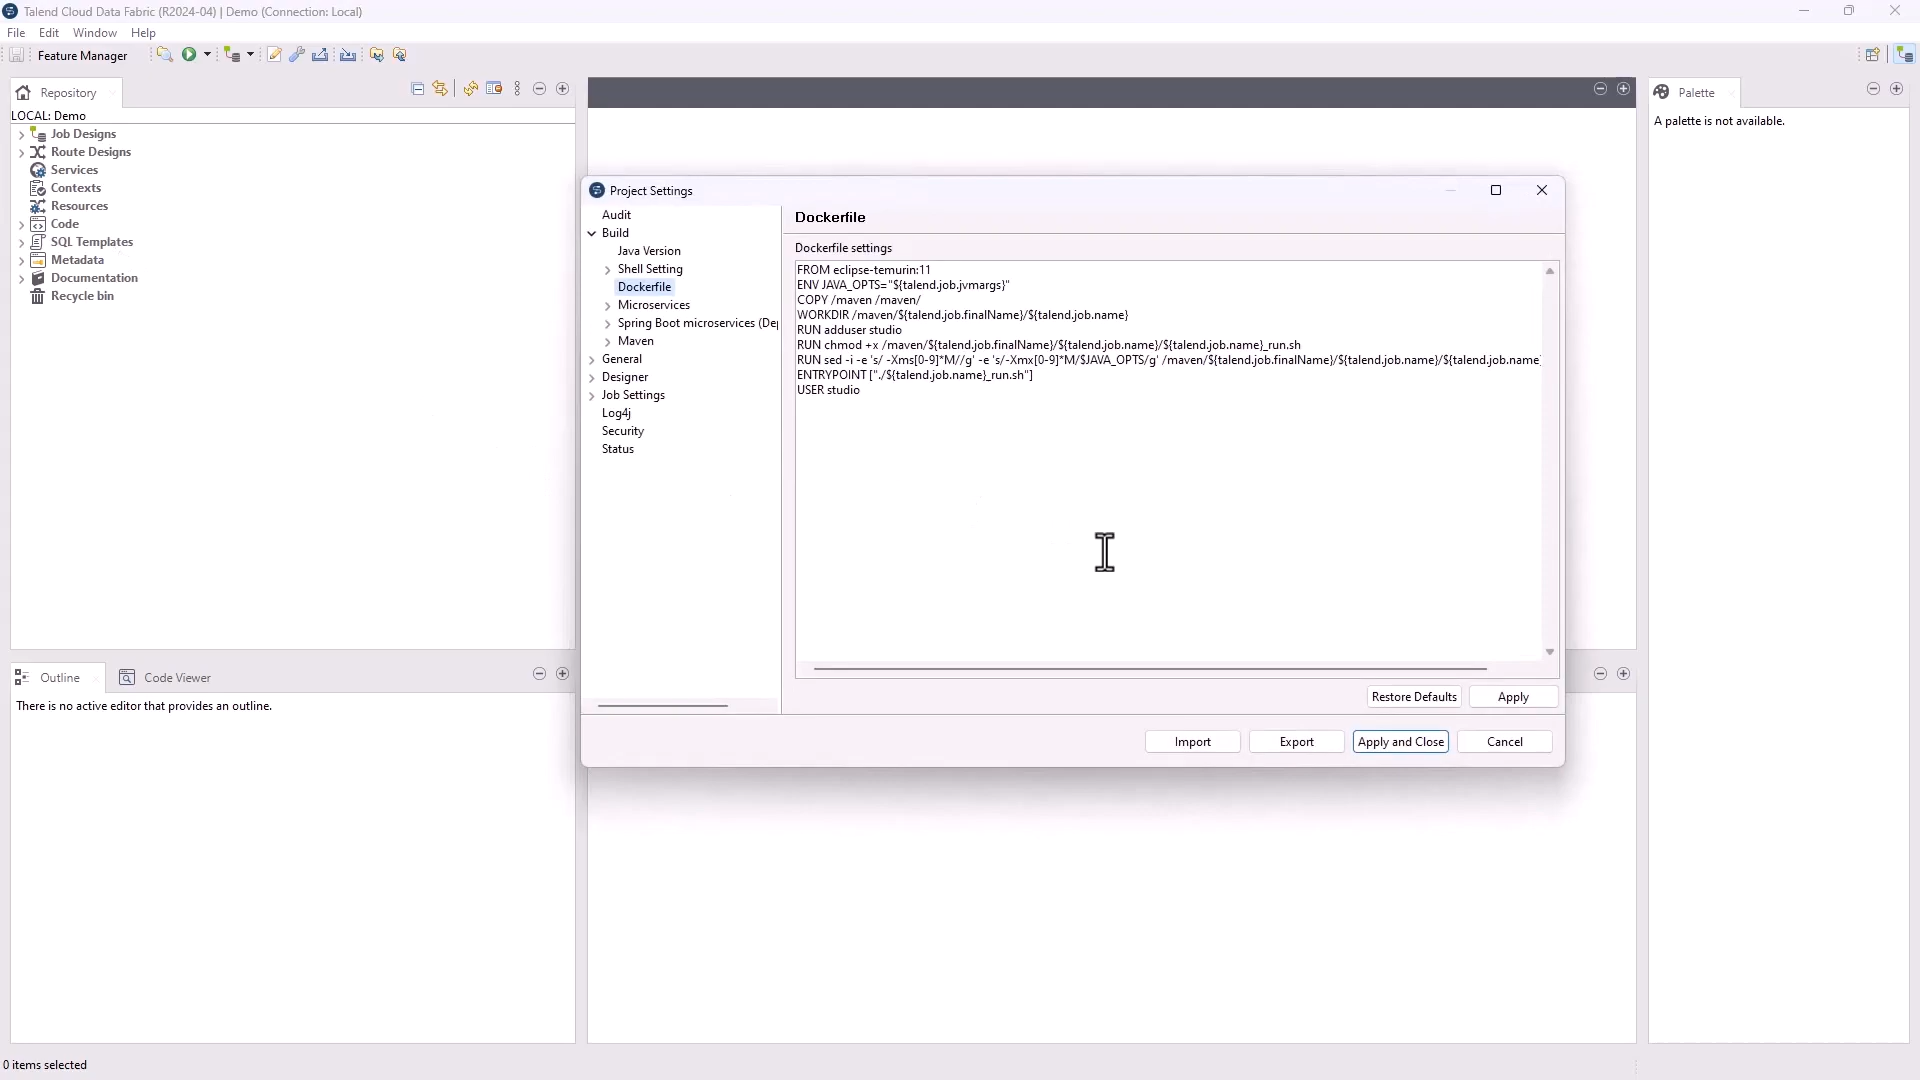 Talend Cloud Data Fabric (R2024-04) | Demo (Connection: Local)
File Edit Window Help
Feature Manager
Repository
LOCAL: Demo
Job Designs
Route Designs
Services
Contexts
Resources
Code
SQL Templates
Metadata
Documentation
Recycle bin
Project Settings
Audit
Build
Java Version
Shell Setting
Dockerfile
Microservices
Spring Boot microservices (De
Maven
General
Designer
Job Settings
Log4j
Security
Status
Dockerfile
Dockerfile settings
FROM eclipse-temurin:11
ENV JAVA_OPTS="${talend.job.jvmargs}"
COPY /maven /maven/
WORKDIR /maven/${talend.job.finalName}/${talend.job.name}
RUN adduser studio
RUN chmod +x /maven/${talend.job.finalName}/${talend.job.name}/${talend.job.name}_run.sh
RUN sed -i -e 's/ -Xms[0-9]*M//g' -e 's/-Xmx[0-9]*M/$JAVA_OPTS/g' /maven/${talend.job.finalName}/${talend.job.name}/${talend.job.name
ENTRYPOINT ["./${talend.job.name}_run.sh"]
USER studio
Restore Defaults Apply
Import Export Apply and Close Cancel
Palette
A palette is not available.
Outline Code Viewer
There is no active editor that provides an outline.
0 items selected